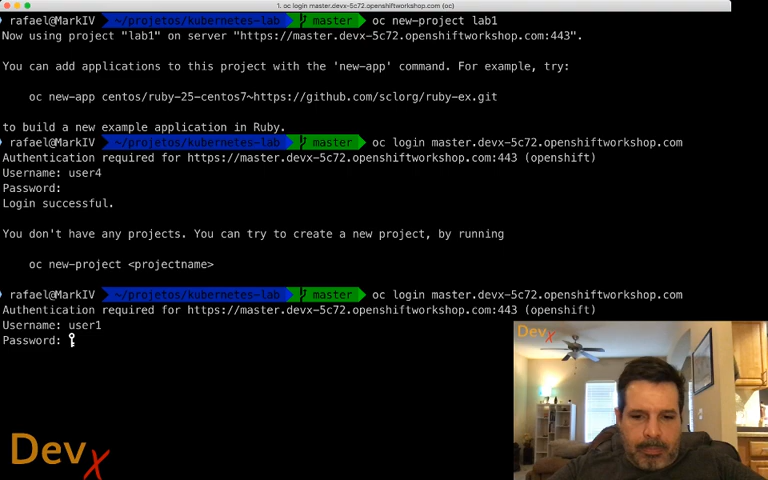 1. oc login master.devx-5c72.openshiftworkshop.com (oc)
rafael@MarkIV ~/projetos/kubernetes-lab master oc new-project lab1
Now using project "lab1" on server "https://master.devx-5c72.openshiftworkshop.com:443".
You can add applications to this project with the 'new-app' command. For example, try:
oc new-app centos/ruby-25-centos7~https://github.com/sclorg/ruby-ex.git
to build a new example application in Ruby.
rafael@MarkIV ~/projetos/kubernetes-lab master oc login master.devx-5c72.openshiftworkshop.com
Authentication required for https://master.devx-5c72.openshiftworkshop.com:443 (openshift)
Username: user4
Password:
Login successful.
You don't have any projects. You can try to create a new project, by running
oc new-project <projectname>
rafael@MarkIV ~/projetos/kubernetes-lab master oc login master.devx-5c72.openshiftworkshop.com
Authentication required for https://master.devx-5c72.openshiftworkshop.com:443 (openshift)
Username: user1
Password:
Devx
Devx